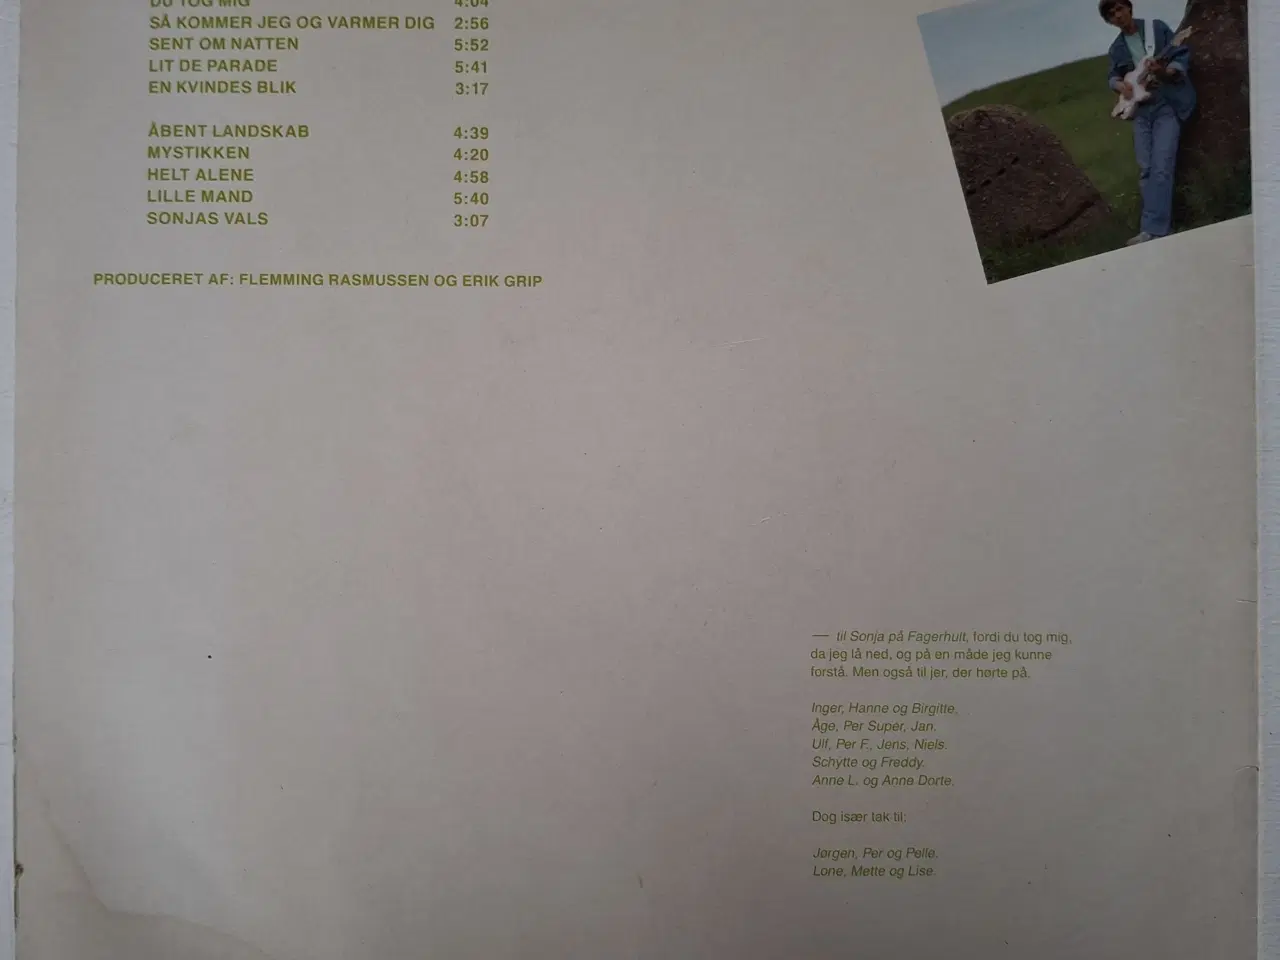 DU TOG MIG 4:04
SÅ KOMMER JEG OG VARMER DIG 2:56
SENT OM NATTEN 5:52
LIT DE PARADE 5:41
EN KVINDES BLIK 3:17
ÅBENT LANDSKAB 4:39
MYSTIKKEN 4:20
HELT ALENE 4:58
LILLE MAND 5:40
SONJAS VALS 3:07
PRODUCERET AF: FLEMMING RASMUSSEN OG ERIK GRIP
— til Sonja på Fagerhult, fordi du tog mig,
da jeg lå ned, og på en måde jeg kunne
forstå. Men også til jer, der hørte på.
Inger, Hanne og Birgitte.
Åge, Per Super, Jan.
Ulf, Per F., Jens, Niels.
Schytte og Freddy.
Anne L. og Anne Dorte.
Dog især tak til:
Jørgen, Per og Pelle.
Lone, Mette og Lise.